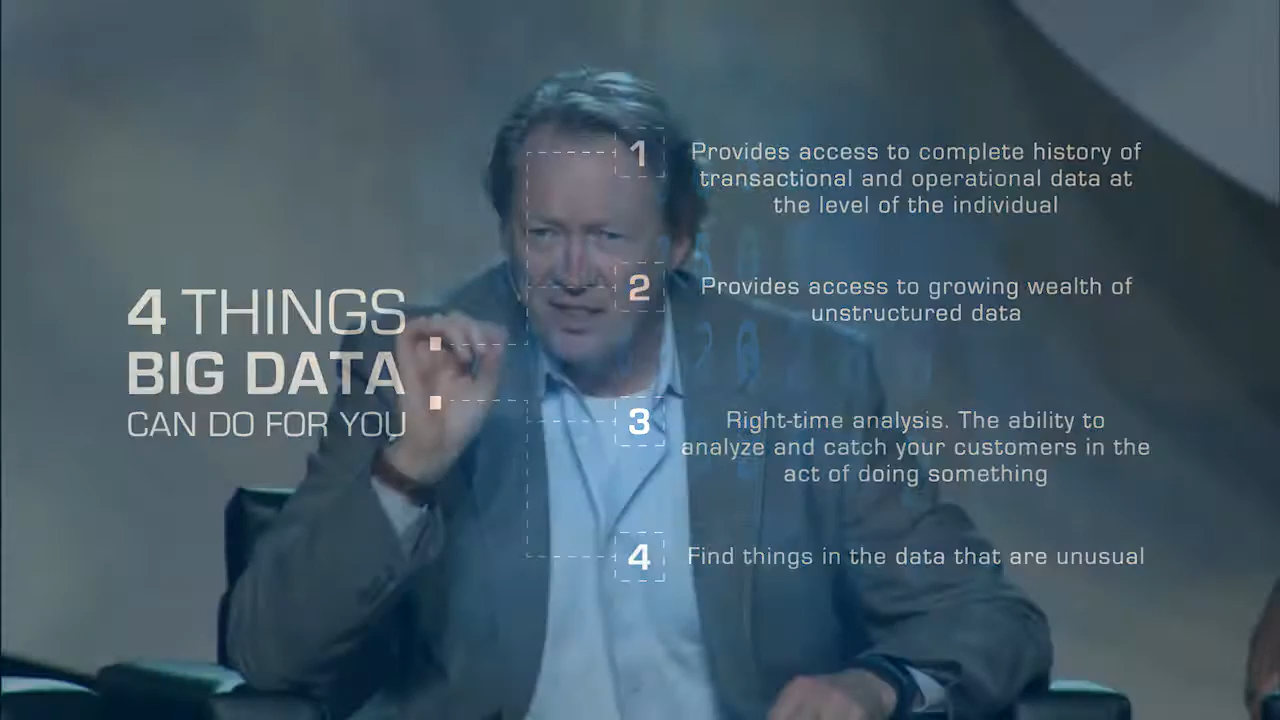 4 THINGS
BIG DATA
CAN DO FOR YOU
1
Provides access to complete history of
transactional and operational data at
the level of the individual
2
Provides access to growing wealth of
unstructured data
3
Right-time analysis. The ability to
analyze and catch your customers in the
act of doing something
4
Find things in the data that are unusual